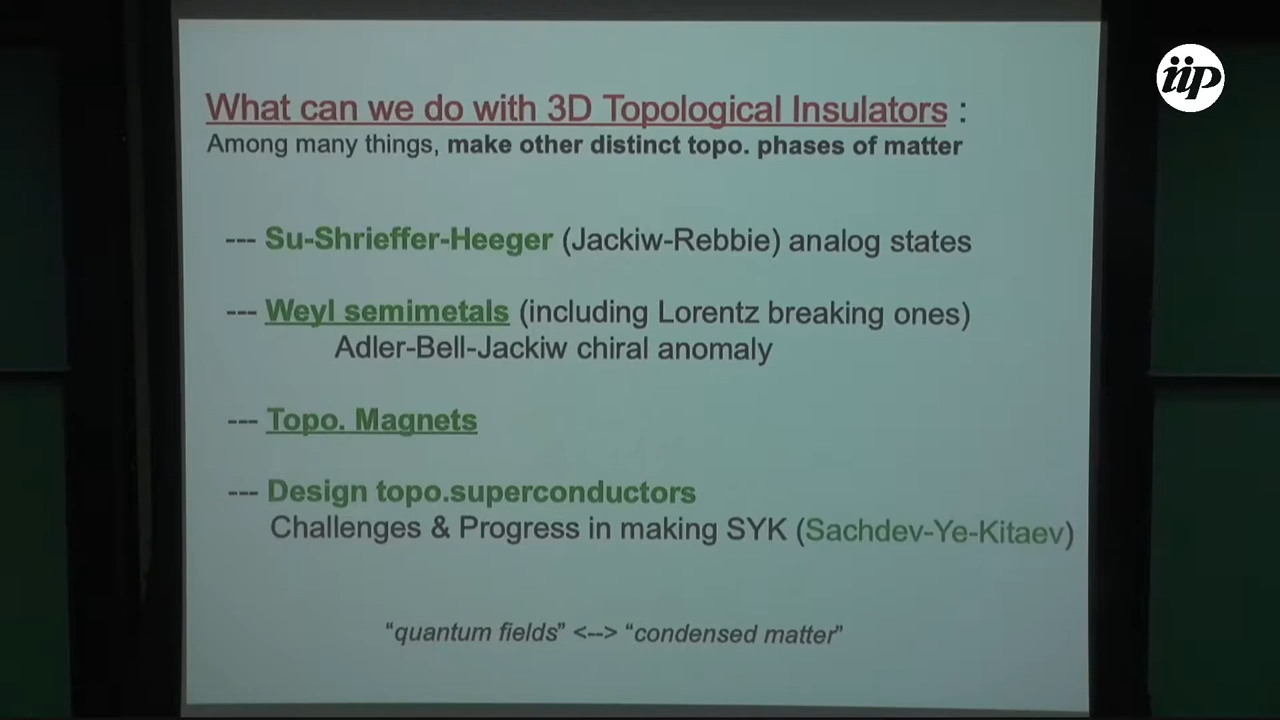 iip
What can we do with 3D Topological Insulators :
Among many things, make other distinct topo. phases of matter
--- Su-Shrieffer-Heeger (Jackiw-Rebbie) analog states
--- Weyl semimetals (including Lorentz breaking ones)
Adler-Bell-Jackiw chiral anomaly
--- Topo. Magnets
--- Design topo.superconductors
Challenges & Progress in making SYK (Sachdev-Ye-Kitaev)
“quantum fields” <--> “condensed matter”